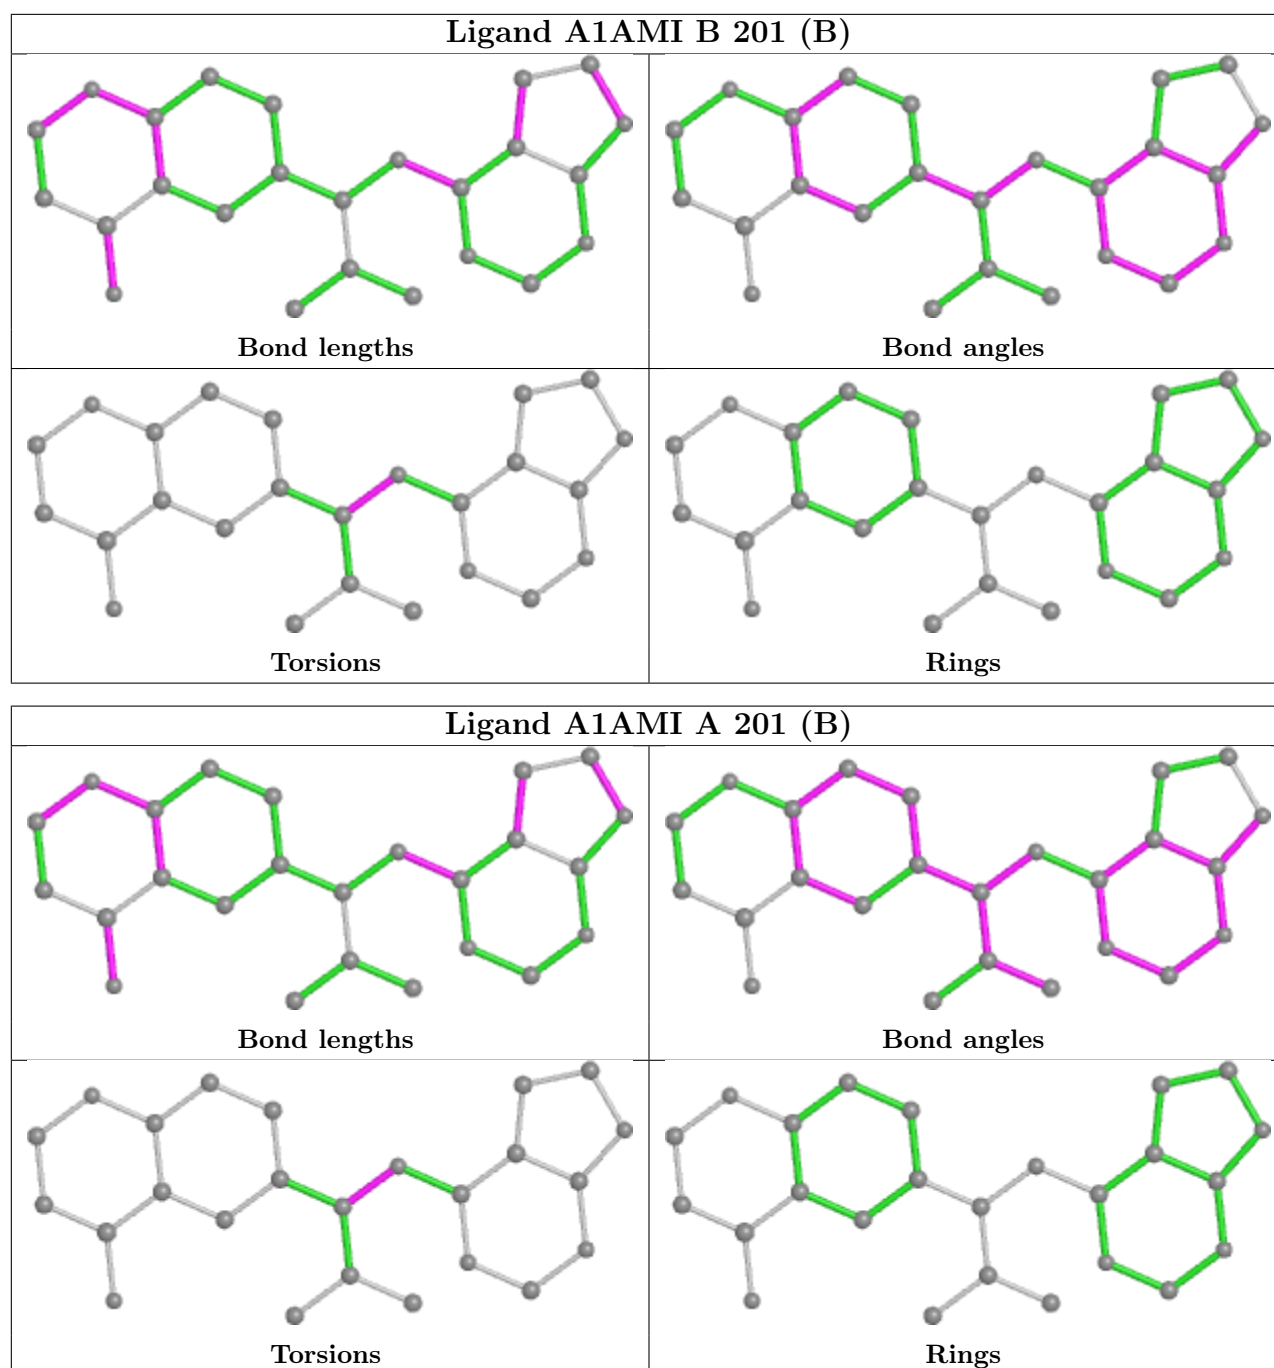 Ligand A1AMI B 201 (B)
Bond lengths
Bond angles
Torsions
Rings
Ligand A1AMI A 201 (B)
Bond lengths
Bond angles
Torsions
Rings